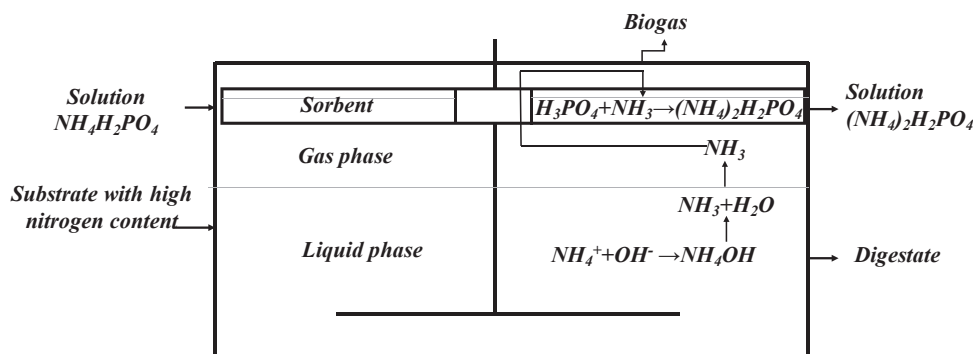 Biogas
Solution
NH₄H₂PO₄
Sorbent
H₃PO₄+NH₃→(NH₄)₂H₂PO₄
Solution
(NH₄)₂H₂PO₄
Gas phase
NH₃
Substrate with high
nitrogen content
NH₃+H₂O
Liquid phase
NH₄⁺+OH⁻→NH₄OH
Digestate